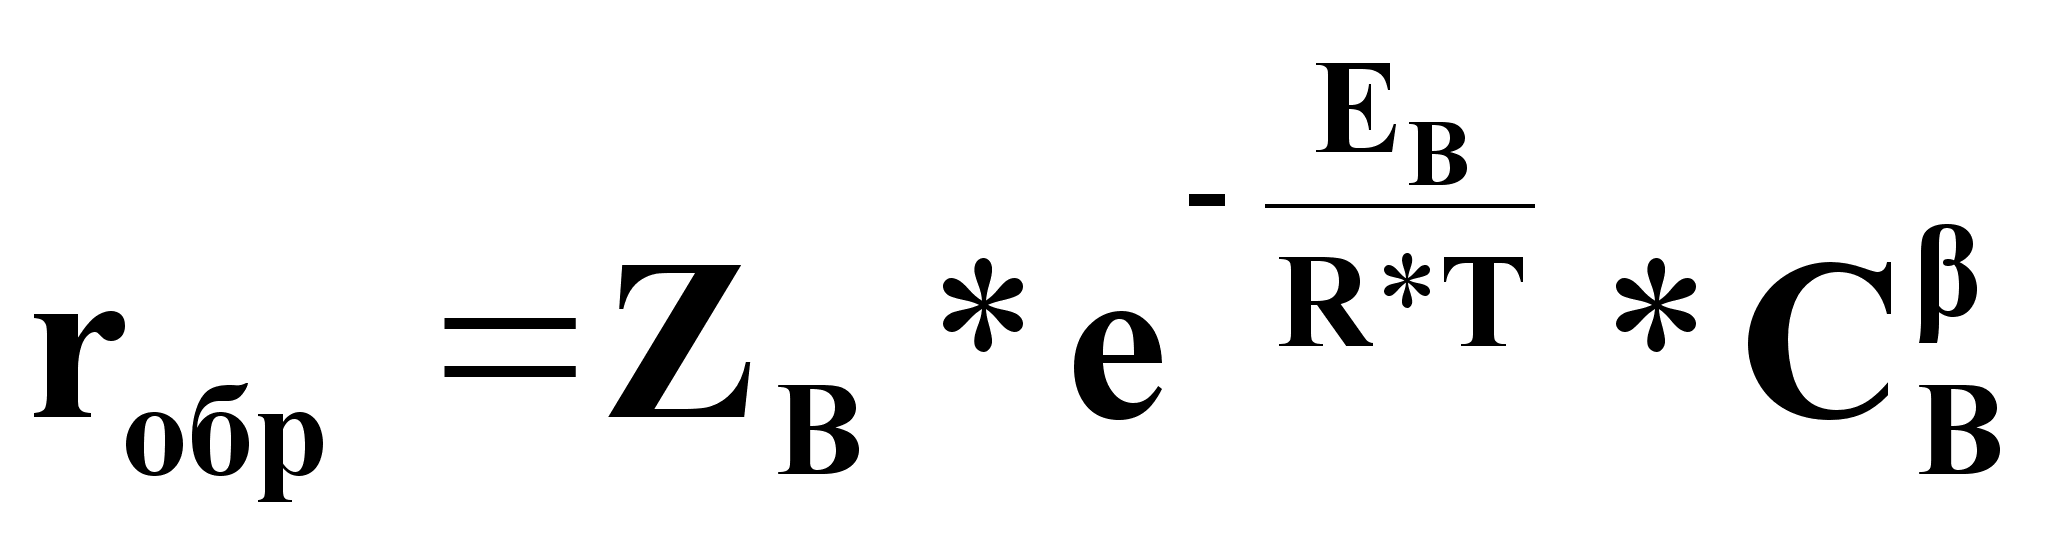 r_обр = Z_B * e^(-E_B/(R*T)) * C_B^β